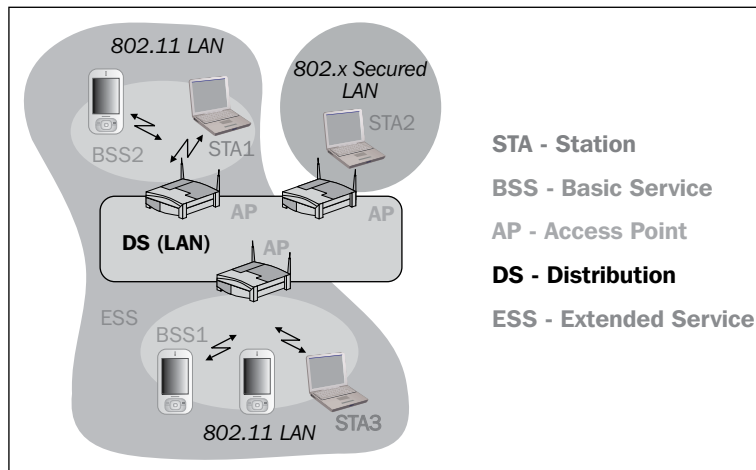 802.11 LAN
802.x Secured
LAN
BSS2
STA1
STA2
AP
AP
DS (LAN)
AP
ESS
BSS1
802.11 LAN
STA3
STA - Station
BSS - Basic Service
AP - Access Point
DS - Distribution
ESS - Extended Service